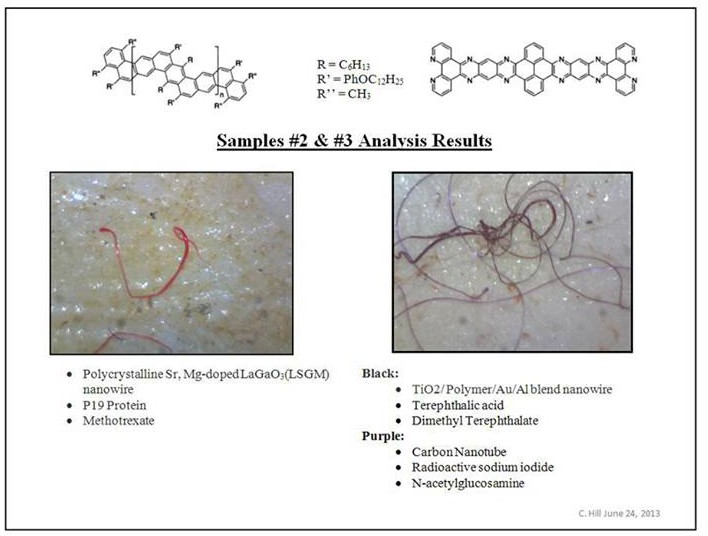 R = C6H13
R' = PhOC12H25
R'' = CH3
Samples #2 & #3 Analysis Results
• Polycrystalline Sr, Mg-doped LaGaO3(LSGM)
nanowire
• P19 Protein
• Methotrexate
Black:
• TiO2/ Polymer/Au/Al blend nanowire
• Terephthalic acid
• Dimethyl Terephthalate
Purple:
• Carbon Nanotube
• Radioactive sodium iodide
• N-acetylglucosamine
C. Hill June 24, 2013